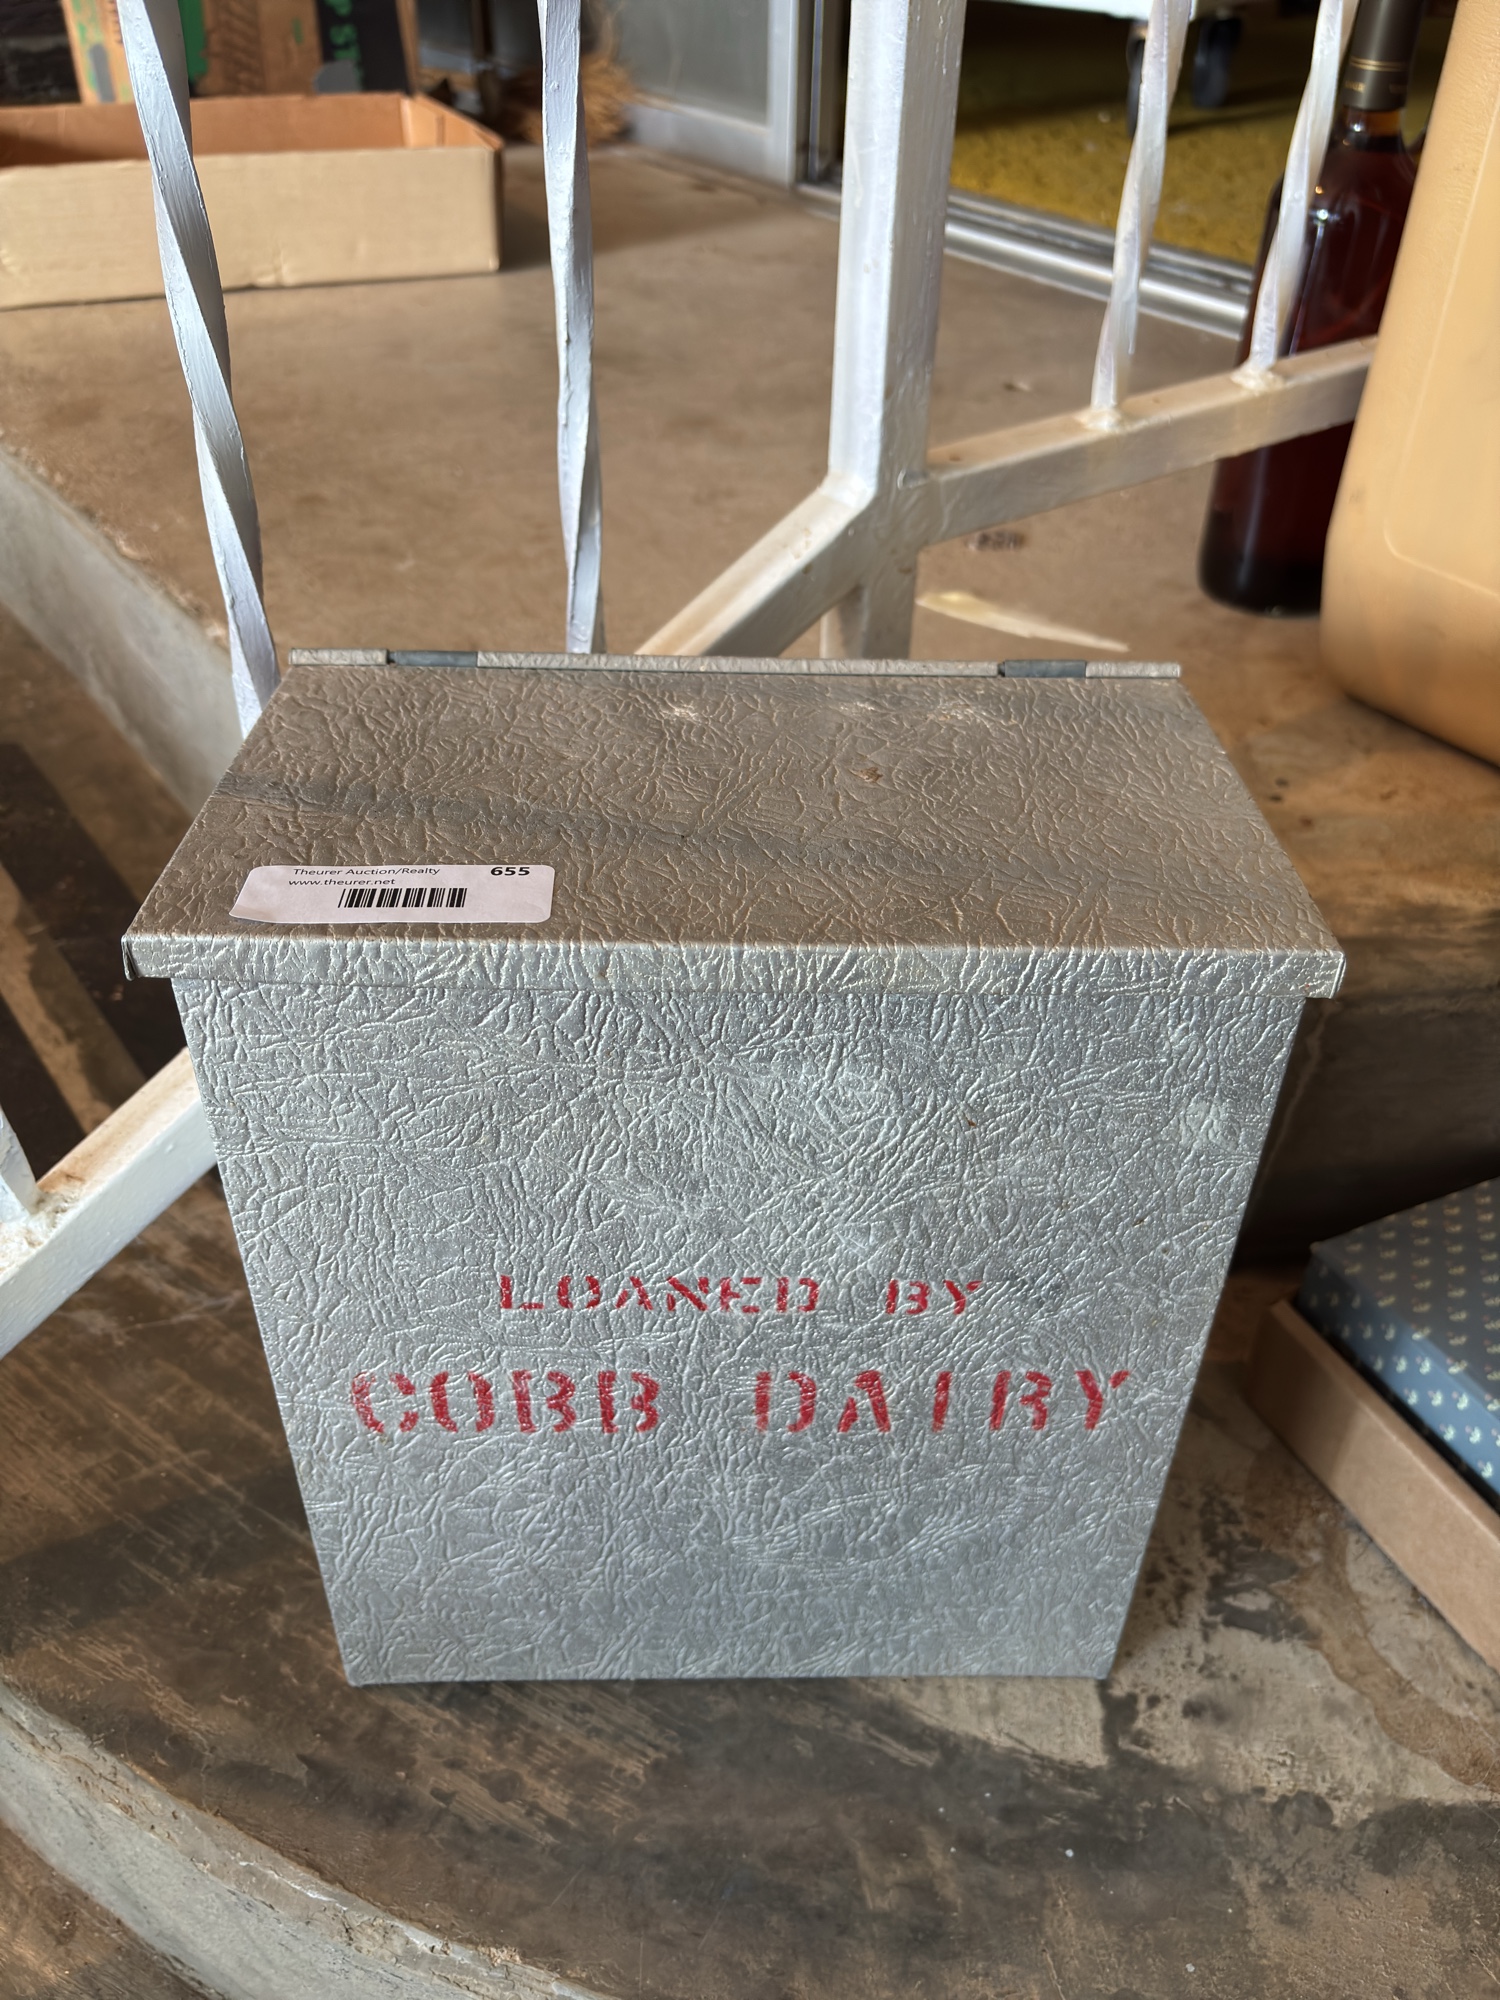 Theurer Auction/Realty 655
www.theurer.net
LOANED BY
COBB DAIRY